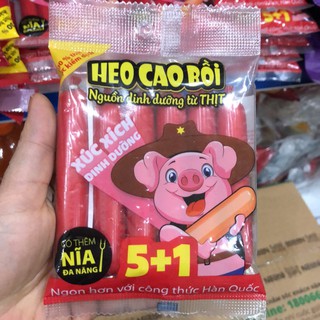 HEO CAO BỒI
Nguồn dinh dưỡng từ THỊT
XÚC XÍCH
DINH DƯỠNG
CÓ THÊM
NĨA
ĐA NĂNG
5+1
Ngon hơn với công thức Hàn Quốc